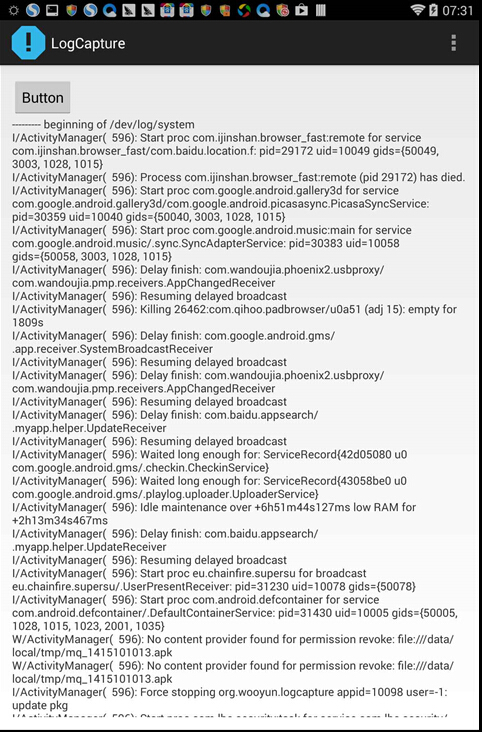 07:31
LogCapture
Button
--------- beginning of /dev/log/system
I/ActivityManager(  596): Start proc com.ijinshan.browser_fast:remote for service
com.ijinshan.browser_fast/com.baidu.location.f: pid=29172 uid=10049 gids={50049,
3003, 1028, 1015}
I/ActivityManager(  596): Process com.ijinshan.browser_fast:remote (pid 29172) has died.
I/ActivityManager(  596): Start proc com.google.android.gallery3d for service
com.google.android.gallery3d/com.google.android.picasasync.PicasaSyncService:
pid=30359 uid=10040 gids={50040, 3003, 1028, 1015}
I/ActivityManager(  596): Start proc com.google.android.music:main for service
com.google.android.music/.sync.SyncAdapterService: pid=30383 uid=10058
gids={50058, 3003, 1028, 1015}
I/ActivityManager(  596): Delay finish: com.wandoujia.phoenix2.usbproxy/
com.wandoujia.pmp.receivers.AppChangedReceiver
I/ActivityManager(  596): Resuming delayed broadcast
I/ActivityManager(  596): Killing 26462:com.qihoo.padbrowser/u0a51 (adj 15): empty for
1809s
I/ActivityManager(  596): Delay finish: com.google.android.gms/
.app.receiver.SystemBroadcastReceiver
I/ActivityManager(  596): Resuming delayed broadcast
I/ActivityManager(  596): Delay finish: com.wandoujia.phoenix2.usbproxy/
com.wandoujia.pmp.receivers.AppChangedReceiver
I/ActivityManager(  596): Resuming delayed broadcast
I/ActivityManager(  596): Delay finish: com.baidu.appsearch/
.myapp.helper.UpdateReceiver
I/ActivityManager(  596): Resuming delayed broadcast
I/ActivityManager(  596): Waited long enough for: ServiceRecord{42d05080 u0
com.google.android.gms/.checkin.CheckinService}
I/ActivityManager(  596): Waited long enough for: ServiceRecord{43058be0 u0
com.google.android.gms/.playlog.uploader.UploaderService}
I/ActivityManager(  596): Idle maintenance over +6h51m44s127ms low RAM for
+2h13m34s467ms
I/ActivityManager(  596): Delay finish: com.baidu.appsearch/
.myapp.helper.UpdateReceiver
I/ActivityManager(  596): Resuming delayed broadcast
I/ActivityManager(  596): Start proc eu.chainfire.supersu for broadcast
eu.chainfire.supersu/.UserPresentReceiver: pid=31230 uid=10078 gids={50078}
I/ActivityManager(  596): Start proc com.android.defcontainer for service
com.android.defcontainer/.DefaultContainerService: pid=31430 uid=10005 gids={50005,
1028, 1015, 1023, 2001, 1035}
W/ActivityManager(  596): No content provider found for permission revoke: file:///data/
local/tmp/mq_1415101013.apk
W/ActivityManager(  596): No content provider found for permission revoke: file:///data/
local/tmp/mq_1415101013.apk
I/ActivityManager(  596): Force stopping org.wooyun.logcapture appid=10098 user=-1:
update pkg